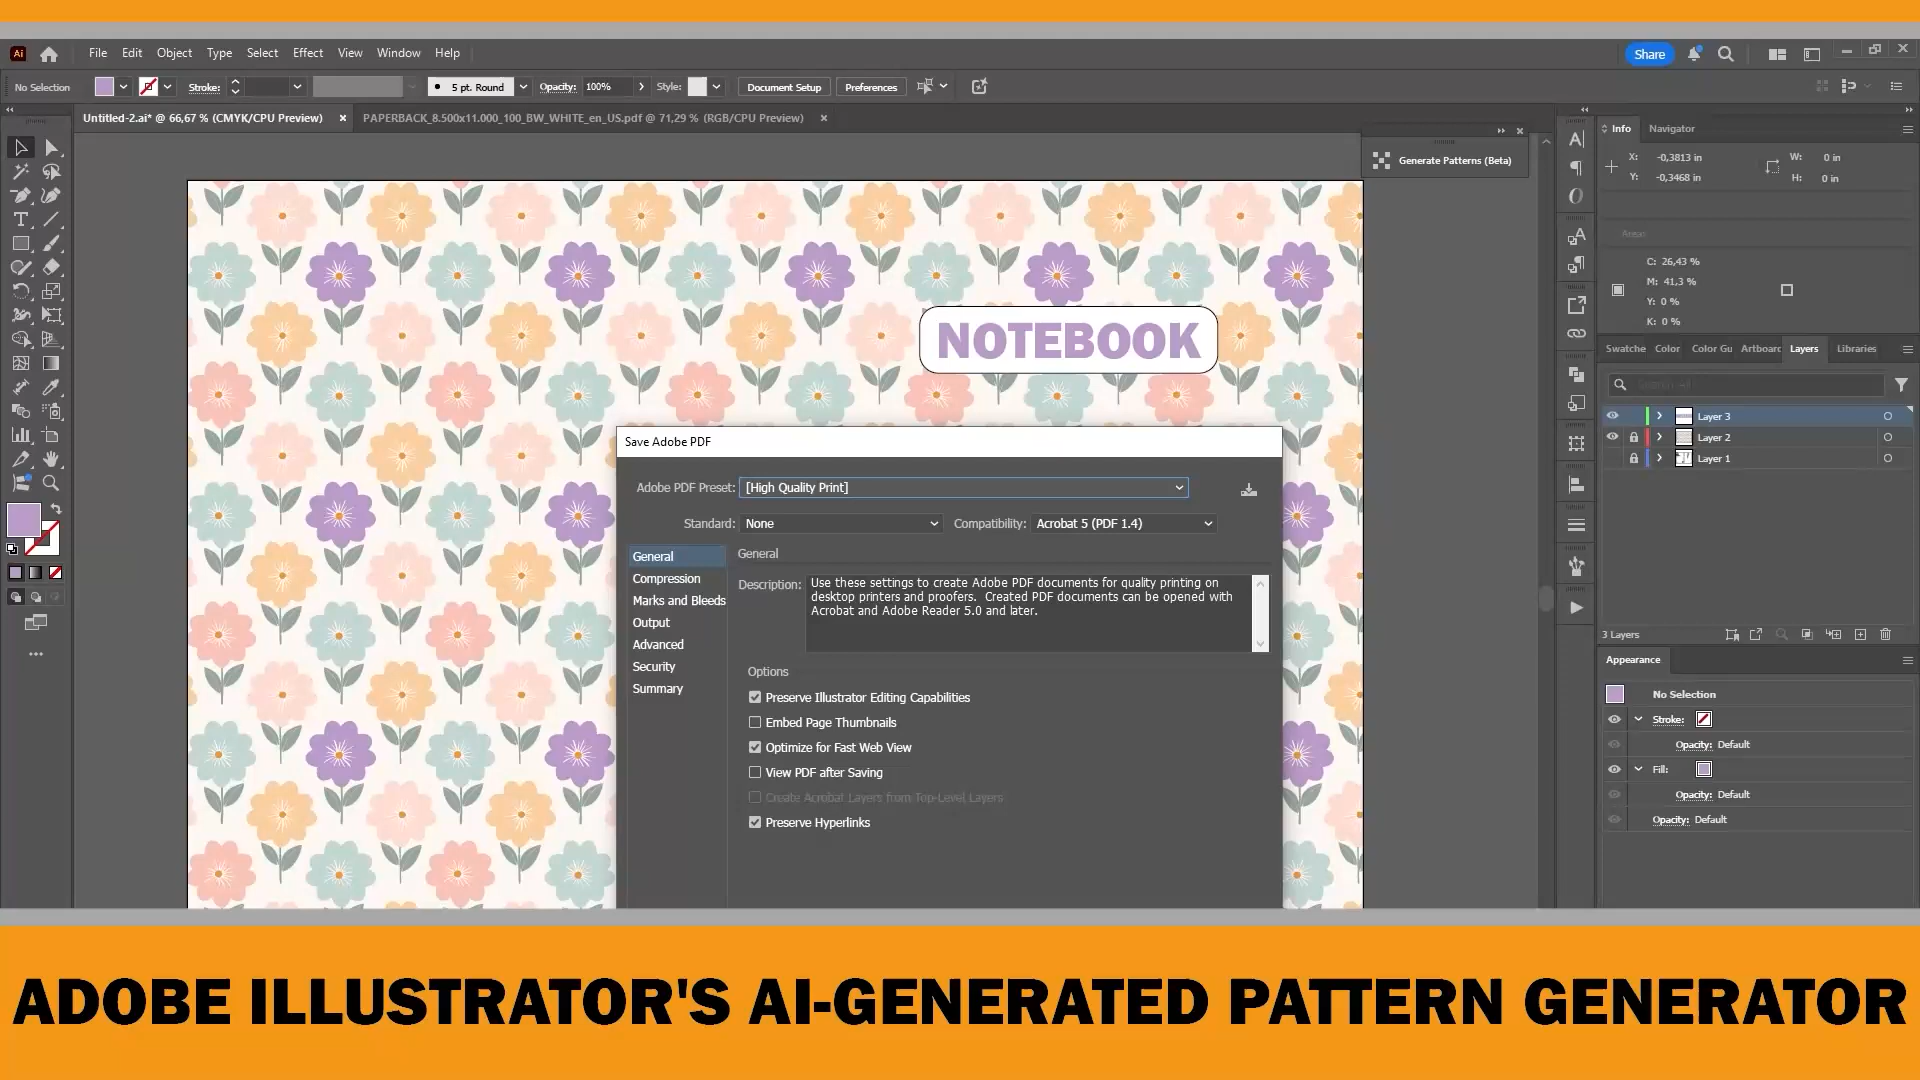 Ai File Edit Object Type Select Effect View Window Help Share
No Selection Stroke: 5 pt. Round Opacity: 100% Style: Document Setup Preferences
Untitled-2.ai* @ 66,67 % (CMYK/CPU Preview) PAPERBACK_8.500x11.000_100_BW_WHITE_en_US.pdf @ 71,29 % (RGB/CPU Preview)
Generate Patterns (Beta)
NOTEBOOK
Save Adobe PDF
Adobe PDF Preset: [High Quality Print]
Standard: None Compatibility: Acrobat 5 (PDF 1.4)
General
Compression
Marks and Bleeds
Output
Advanced
Security
Summary
General
Description: Use these settings to create Adobe PDF documents for quality printing on
desktop printers and proofers. Created PDF documents can be opened with
Acrobat and Adobe Reader 5.0 and later.
Options
Preserve Illustrator Editing Capabilities
Embed Page Thumbnails
Optimize for Fast Web View
View PDF after Saving
Create Acrobat Layers from Top-Level Layers
Preserve Hyperlinks
Info Navigator
X: -0,3813 in W: 0 in
Y: -0,3468 in H: 0 in
Area:
C: 26,43 %
M: 41,3 %
Y: 0 %
K: 0 %
Swatche Color Color Gu Artboard Layers Libraries
Layer 3
Layer 2
Layer 1
3 Layers
Appearance
No Selection
Stroke:
Opacity: Default
Fill:
Opacity: Default
Opacity: Default
ADOBE ILLUSTRATOR'S AI-GENERATED PATTERN GENERATOR